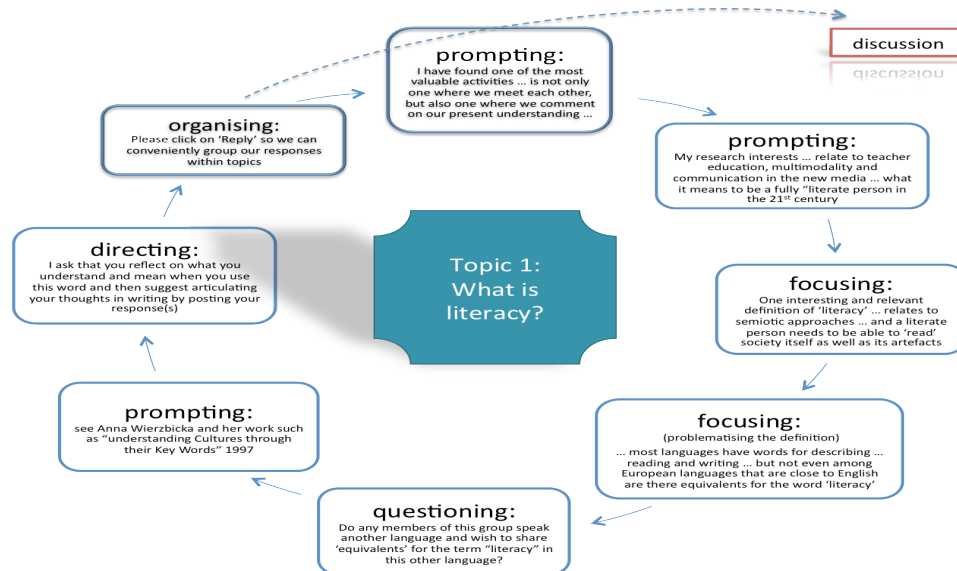 prompting:
I have found one of the most
valuable activities ... is not only
one where we meet each other,
but also one where we comment
on our present understanding ...
discussion
discussion
prompting:
My research interests ... relate to teacher
education, multimodality and
communication in the new media ... what
it means to be a fully “literate person in
the 21st century
focusing:
One interesting and relevant
definition of ‘literacy’ ... relates to
semiotic approaches ... and a literate
person needs to be able to ‘read’
society itself as well as its artefacts
focusing:
(problematising the definition)
... most languages have words for describing ...
reading and writing ... but not even among
European languages that are close to English
are there equivalents for the word ‘literacy’
questioning:
Do any members of this group speak
another language and wish to share
‘equivalents’ for the term “literacy” in
this other language?
prompting:
see Anna Wierzbicka and her work such
as “understanding Cultures through
their Key Words” 1997
directing:
I ask that you reflect on what you
understand and mean when you use
this word and then suggest articulating
your thoughts in writing by posting your
response(s)
organising:
Please click on ‘Reply’ so we can
conveniently group our responses
within topics
Topic 1:
What is
literacy?